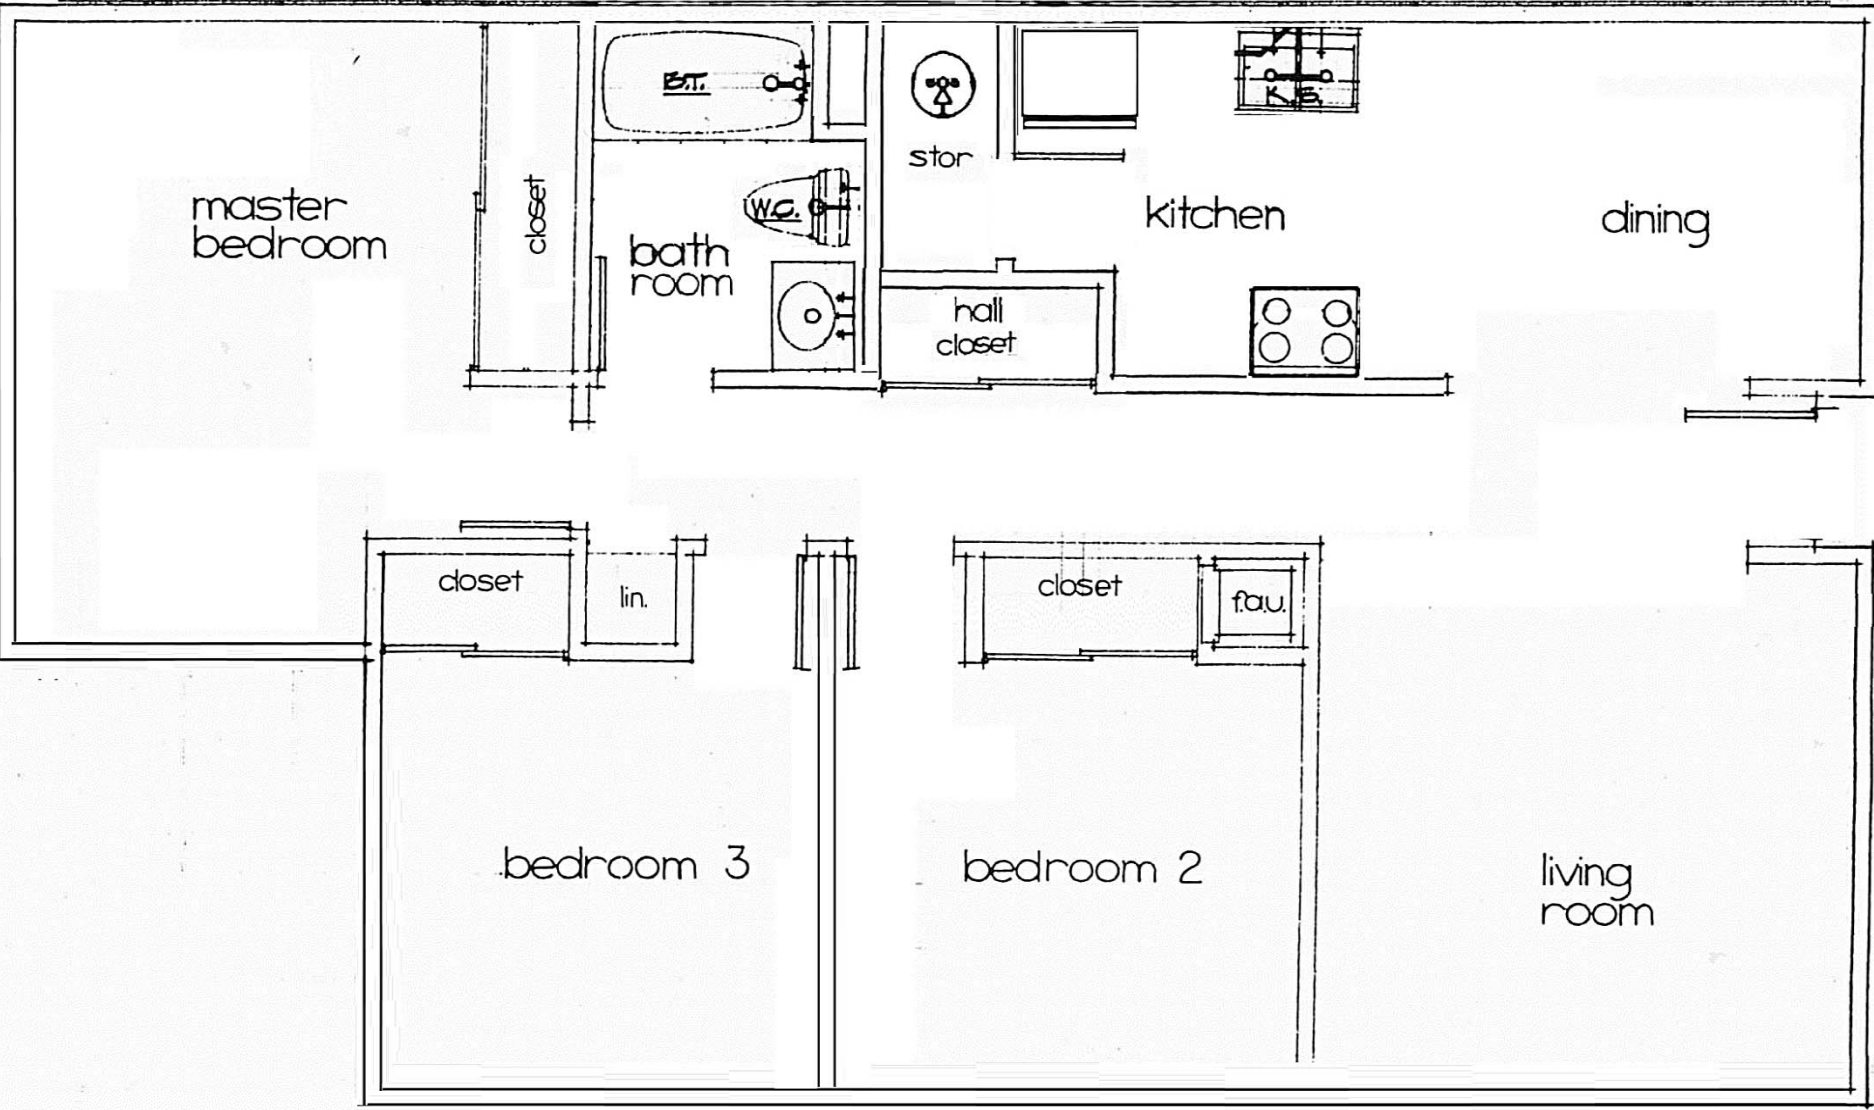 B.T.
K.S.
stor
master
bedroom
closet
W.C.
bath
room
kitchen
dining
hall
closet
closet
lin.
closet
f.a.u.
bedroom 3
bedroom 2
living
room